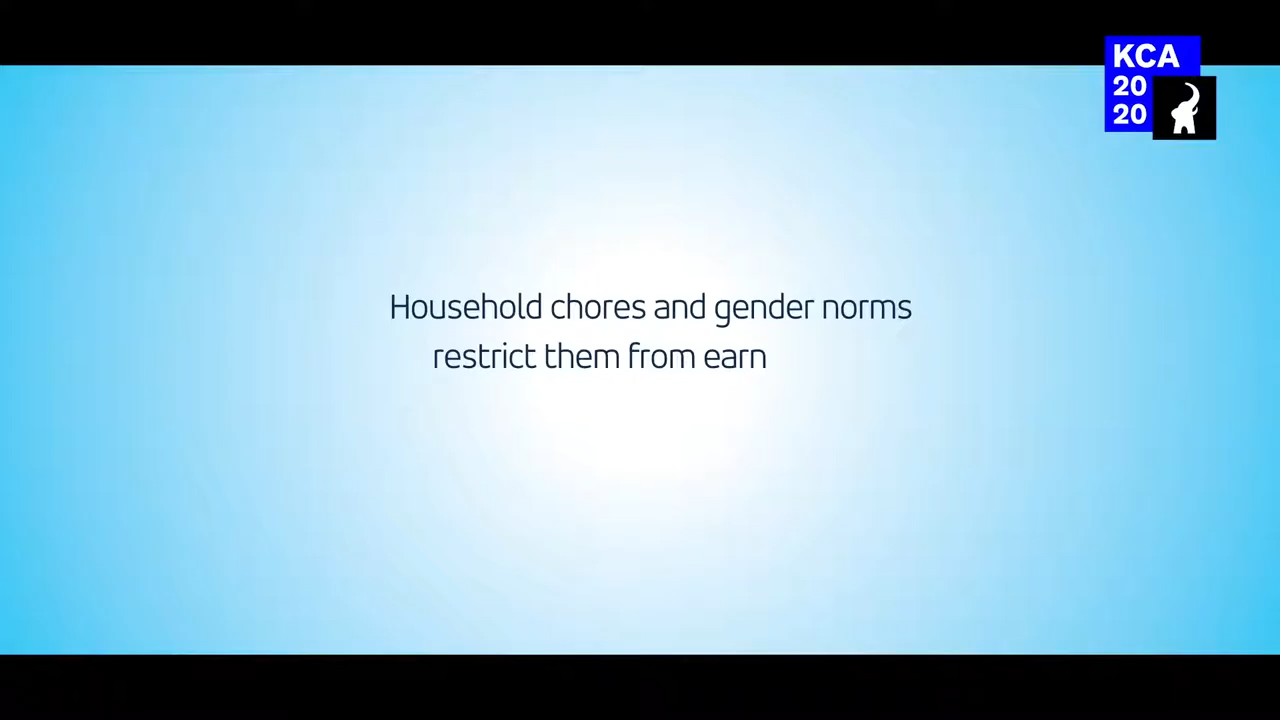 KCA
20
20
Household chores and gender norms
restrict them from earn